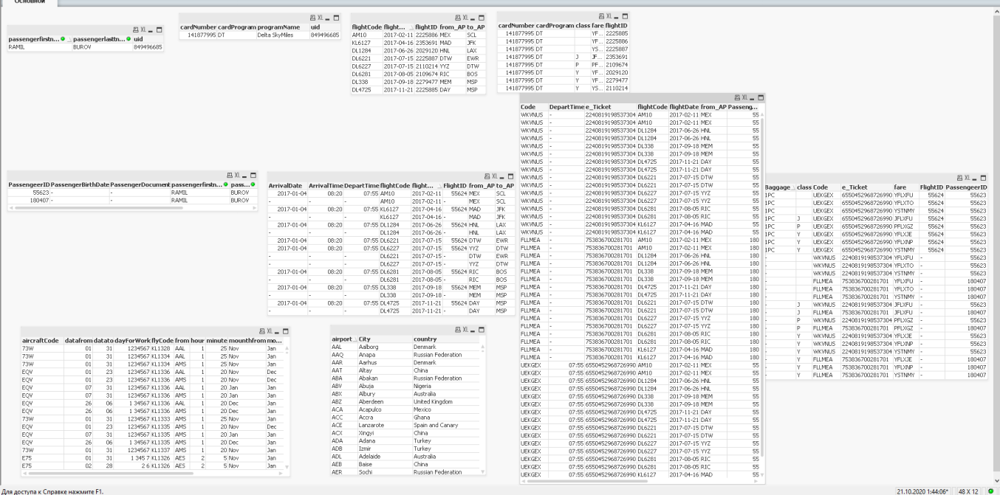 Основной
passengerfirstn... passengerlasttn... uid
RAMIL BUROV 849496685
cardNumber cardProgram programName uid
141877995 DT Delta SkyMiles 849496685
flightCode flight... flightID from_AP to_AP
AM10 2017-02-11 2225886 MEX SCL
KL6127 2017-04-16 2353691 MAD JFK
DL1284 2017-06-26 2029120 HNL LAX
DL6221 2017-07-15 2225887 DTW EWR
DL6227 2017-07-15 2110214 YYZ DTW
DL6281 2017-08-05 2109674 RIC BOS
DL338 2017-09-18 2279477 MEM MSP
DL4725 2017-11-21 2225885 DAY MSP
cardNumber cardProgram class fare flightID
141877995 DT YF... 2225885
141877995 DT YF... 2225886
141877995 DT YS... 2225887
141877995 DT J JF... 2353691
141877995 DT P PF... 2109674
141877995 DT Y YF... 2029120
141877995 DT Y YF... 2279477
141877995 DT Y YS... 2110214
Code DepartTime e_Ticket flightCode flightDate from_AP Passeng...
WKVNUS - 2240819198537304 AM10 2017-02-11 MEX 55
WKVNUS - 2240819198537304 AM10 2017-02-11 MEX 55
WKVNUS - 2240819198537304 DL1284 2017-06-26 HNL 55
WKVNUS - 2240819198537304 DL1284 2017-06-26 HNL 55
WKVNUS - 2240819198537304 DL338 2017-09-18 MEM 55
WKVNUS - 2240819198537304 DL338 2017-09-18 MEM 55
WKVNUS - 2240819198537304 DL4725 2017-11-21 DAY 55
WKVNUS - 2240819198537304 DL4725 2017-11-21 DAY 55
WKVNUS - 2240819198537304 DL6221 2017-07-15 DTW 55
WKVNUS - 2240819198537304 DL6221 2017-07-15 DTW 55
WKVNUS - 2240819198537304 DL6227 2017-07-15 YYZ 55
WKVNUS - 2240819198537304 DL6227 2017-07-15 YYZ 55
WKVNUS - 2240819198537304 DL6281 2017-08-05 RIC 55
WKVNUS - 2240819198537304 DL6281 2017-08-05 RIC 55
WKVNUS - 2240819198537304 KL6127 2017-04-16 MAD 55
WKVNUS - 2240819198537304 KL6127 2017-04-16 MAD 55
FLLMEA - 753836700281701 AM10 2017-02-11 MEX 180
FLLMEA - 753836700281701 AM10 2017-02-11 MEX 180
FLLMEA - 753836700281701 DL1284 2017-06-26 HNL 180
FLLMEA - 753836700281701 DL1284 2017-06-26 HNL 180
FLLMEA - 753836700281701 DL338 2017-09-18 MEM 180
FLLMEA - 753836700281701 DL338 2017-09-18 MEM 180
FLLMEA - 753836700281701 DL4725 2017-11-21 DAY 180
FLLMEA - 753836700281701 DL4725 2017-11-21 DAY 180
FLLMEA - 753836700281701 DL6221 2017-07-15 DTW 180
FLLMEA - 753836700281701 DL6221 2017-07-15 DTW 180
FLLMEA - 753836700281701 DL6227 2017-07-15 YYZ 180
FLLMEA - 753836700281701 DL6227 2017-07-15 YYZ 180
FLLMEA - 753836700281701 DL6281 2017-08-05 RIC 180
FLLMEA - 753836700281701 DL6281 2017-08-05 RIC 180
FLLMEA - 753836700281701 KL6127 2017-04-16 MAD 180
FLLMEA - 753836700281701 KL6127 2017-04-16 MAD 180
UEKGEX 07:55 6550452968726990 AM10 2017-02-11 MEX 55
UEKGEX 07:55 6550452968726990 AM10 2017-02-11 MEX 55
UEKGEX 07:55 6550452968726990 DL1284 2017-06-26 HNL 55
UEKGEX 07:55 6550452968726990 DL1284 2017-06-26 HNL 55
UEKGEX 07:55 6550452968726990 DL338 2017-09-18 MEM 55
UEKGEX 07:55 6550452968726990 DL338 2017-09-18 MEM 55
UEKGEX 07:55 6550452968726990 DL4725 2017-11-21 DAY 55
UEKGEX 07:55 6550452968726990 DL4725 2017-11-21 DAY 55
UEKGEX 07:55 6550452968726990 DL6221 2017-07-15 DTW 55
UEKGEX 07:55 6550452968726990 DL6221 2017-07-15 DTW 55
UEKGEX 07:55 6550452968726990 DL6227 2017-07-15 YYZ 55
UEKGEX 07:55 6550452968726990 DL6227 2017-07-15 YYZ 55
UEKGEX 07:55 6550452968726990 DL6281 2017-08-05 RIC 55
UEKGEX 07:55 6550452968726990 DL6281 2017-08-05 RIC 55
UEKGEX 07:55 6550452968726990 KL6127 2017-04-16 MAD 55
PassengeerID PassengerBirthDate PassengerDocument passengerfirstn... pass...
55623 - - RAMIL BUROV
180407 - - RAMIL BUROV
ArrivalDate ArrivalTime DepartTime flightCode flight... FlightID from_AP to_AP
2017-01-04 08:20 07:55 AM10 2017-02-11 55624 MEX SCL
- - - AM10 2017-02-11 - MEX SCL
2017-01-04 08:20 07:55 KL6127 2017-04-16 55624 MAD JFK
- - - KL6127 2017-04-16 - MAD JFK
2017-01-04 08:20 07:55 DL1284 2017-06-26 55624 HNL LAX
- - - DL1284 2017-06-26 - HNL LAX
2017-01-04 08:20 07:55 DL6221 2017-07-15 55624 DTW EWR
2017-01-04 08:20 07:55 DL6227 2017-07-15 55624 YYZ DTW
- - - DL6221 2017-07-15 - DTW EWR
- - - DL6227 2017-07-15 - YYZ DTW
2017-01-04 08:20 07:55 DL6281 2017-08-05 55624 RIC BOS
- - - DL6281 2017-08-05 - RIC BOS
2017-01-04 08:20 07:55 DL338 2017-09-18 55624 MEM MSP
- - - DL338 2017-09-18 - MEM MSP
2017-01-04 08:20 07:55 DL4725 2017-11-21 55624 DAY MSP
- - - DL4725 2017-11-21 - DAY MSP
Baggage class Code e_Ticket fare FlightID PassengeerID
1PC UEKGEX 6550452968726990 YFLXFU 55624 55623
1PC UEKGEX 6550452968726990 YFLXTO 55624 55623
1PC UEKGEX 6550452968726990 YSTNMY 55624 55623
1PC J UEKGEX 6550452968726990 JFLXFU 55624 55623
1PC P UEKGEX 6550452968726990 PFLXGZ 55624 55623
1PC Y UEKGEX 6550452968726990 YFLXJE 55624 55623
1PC Y UEKGEX 6550452968726990 YFLXNP 55624 55623
1PC Y UEKGEX 6550452968726990 YSTNMY 55624 55623
- WKVNUS 2240819198537304 YFLXFU - 55623
- WKVNUS 2240819198537304 YFLXTO - 55623
- WKVNUS 2240819198537304 YSTNMY - 55623
- FLLMEA 753836700281701 YFLXFU - 180407
- FLLMEA 753836700281701 YFLXTO - 180407
- FLLMEA 753836700281701 YSTNMY - 180407
- J WKVNUS 2240819198537304 JFLXFU - 55623
- J FLLMEA 753836700281701 JFLXFU - 180407
- P WKVNUS 2240819198537304 PFLXGZ - 55623
- P FLLMEA 753836700281701 PFLXGZ - 180407
- Y WKVNUS 2240819198537304 YFLXJE - 55623
- Y WKVNUS 2240819198537304 YFLXNP - 55623
- Y WKVNUS 2240819198537304 YSTNMY - 55623
- Y FLLMEA 753836700281701 YFLXJE - 180407
- Y FLLMEA 753836700281701 YFLXNP - 180407
- Y FLLMEA 753836700281701 YSTNMY - 180407
aircraftCode datafrom datato dayForWork flyCode from hour minute mounthfrom mo...
73W 01 31 1234567 KL1328 AAL 1 25 Nov Jan
73W 01 31 1234567 KL1334 AAL 1 25 Nov Jan
73W 01 31 1234567 KL1334 AMS 1 25 Nov Jan
EQV 01 23 1234567 KL1334 AAL 1 20 Nov Dec
EQV 01 23 1234567 KL1336 AMS 1 20 Nov Dec
EQV 07 31 1234567 KL1336 AAL 1 20 Jan Jan
EQV 07 31 1234567 KL1336 AMS 1 20 Jan Jan
EQV 26 06 1 34567 KL1336 AAL 1 20 Dec Jan
EQV 26 06 1 34567 KL1336 AMS 1 20 Dec Jan
73W 01 31 1234567 KL1333 AMS 1 25 Nov Jan
EQV 01 23 1234567 KL1335 AMS 1 20 Nov Dec
EQV 07 31 1234567 KL1335 AMS 1 20 Jan Jan
EQV 26 06 1 34567 KL1335 AMS 1 20 Dec Jan
73W 01 31 1234567 KL1337 AMS 1 20 Nov Jan
E75 01 31 1 345 7 KL1326 AES 2 5 Nov Jan
E75 02 28 2 6 KL1326 AES 2 5 Nov Jan
airport City country
AAL Aalborg Denmark
AAQ Anapa Russian Federation
AAR Aarhus Denmark
AAT Altay China
ABA Abakan Russian Federation
ABV Abuja Nigeria
ABX Albury Australia
ABZ Aberdeen United Kingdom
ACA Acapulco Mexico
ACC Accra Ghana
ACE Lanzarote Spain and Canary
ACX Xingyi China
ADA Adana Turkey
ADB Izmir Turkey
ADL Adelaide Australia
AEB Baise China
AER Sochi Russian Federation
Для доступа к Справке нажмите F1.
21.10.2020 1:44:06* 48 X 12